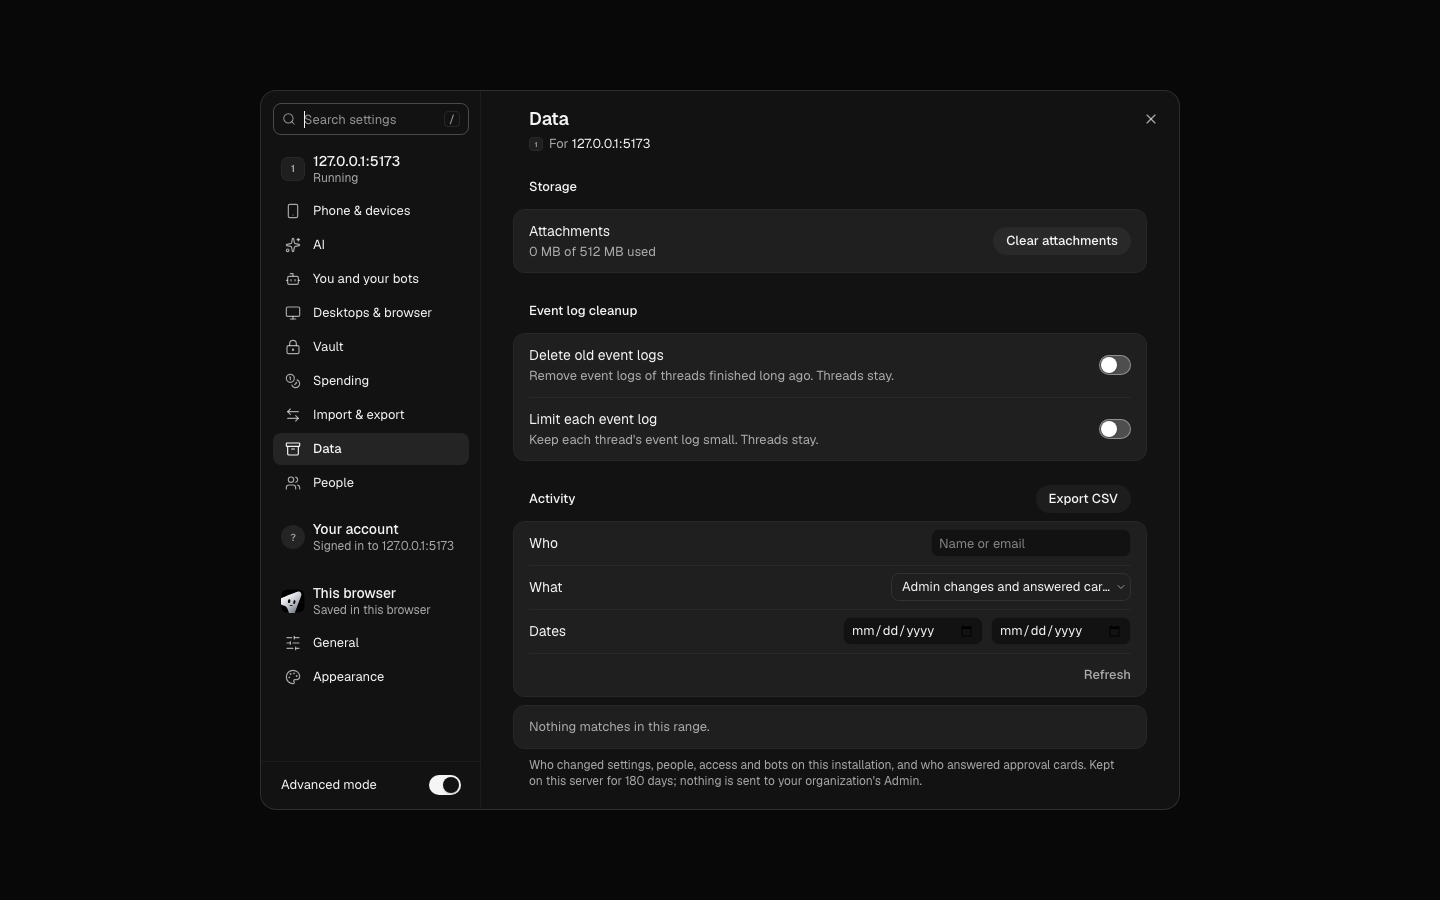 Search settings
/
1
127.0.0.1:5173
Running
Phone & devices
AI
You and your bots
Desktops & browser
Vault
Spending
Import & export
Data
People
?
Your account
Signed in to 127.0.0.1:5173
This browser
Saved in this browser
General
Appearance
Advanced mode
Data
1 For 127.0.0.1:5173
Storage
Attachments
0 MB of 512 MB used
Clear attachments
Event log cleanup
Delete old event logs
Remove event logs of threads finished long ago. Threads stay.
Limit each event log
Keep each thread's event log small. Threads stay.
Activity
Export CSV
Who
Name or email
What
Admin changes and answered car...
Dates
mm/dd/yyyy
mm/dd/yyyy
Refresh
Nothing matches in this range.
Who changed settings, people, access and bots on this installation, and who answered approval cards. Kept
on this server for 180 days; nothing is sent to your organization's Admin.